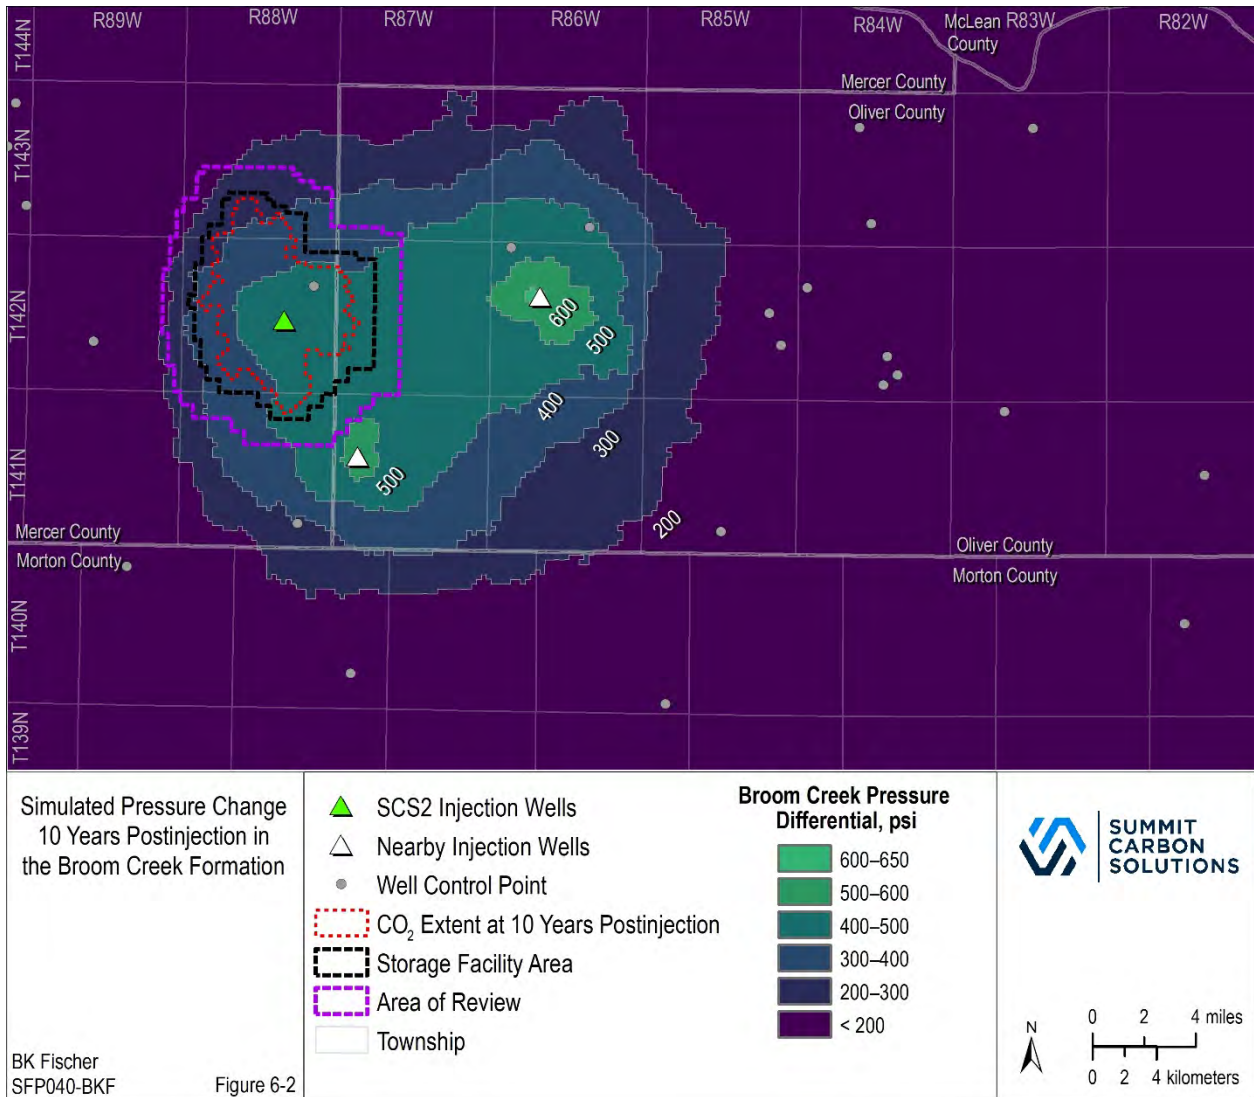 R89W
R88W
R87W
R86W
R85W
R84W
McLean
County
R83W
R82W
T144N
Mercer County
Oliver County
T143N
T142N
600
500
400
300
T141N
500
200
Mercer County
Morton County
Oliver County
Morton County
T140N
T139N
Simulated Pressure Change
10 Years Postinjection in
the Broom Creek Formation
BK Fischer
SFP040-BKF
Figure 6-2
SCS2 Injection Wells
Nearby Injection Wells
Well Control Point
CO₂ Extent at 10 Years Postinjection
Storage Facility Area
Area of Review
Township
Broom Creek Pressure
Differential, psi
600–650
500–600
400–500
300–400
200–300
< 200
SUMMIT
CARBON
SOLUTIONS
N
0 2 4 miles
0 2 4 kilometers